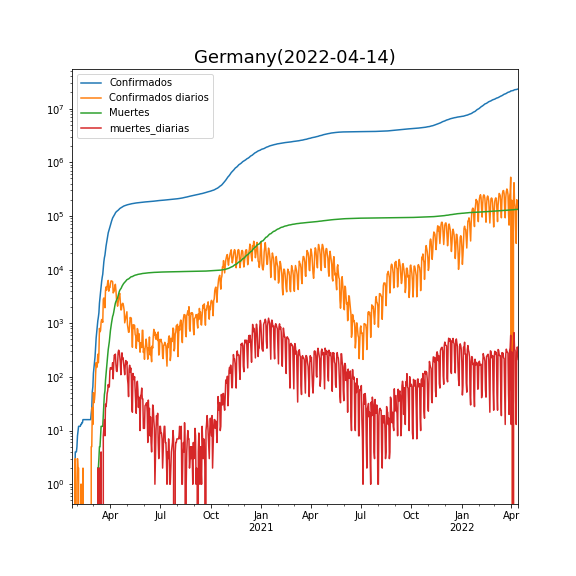 Germany(2022-04-14)
Confirmados
Confirmados diarios
Muertes
muertes_diarias
10⁷
10⁶
10⁵
10⁴
10³
10²
10¹
10⁰
Apr Jul Oct Jan Apr Jul Oct Jan Apr
2021 2022